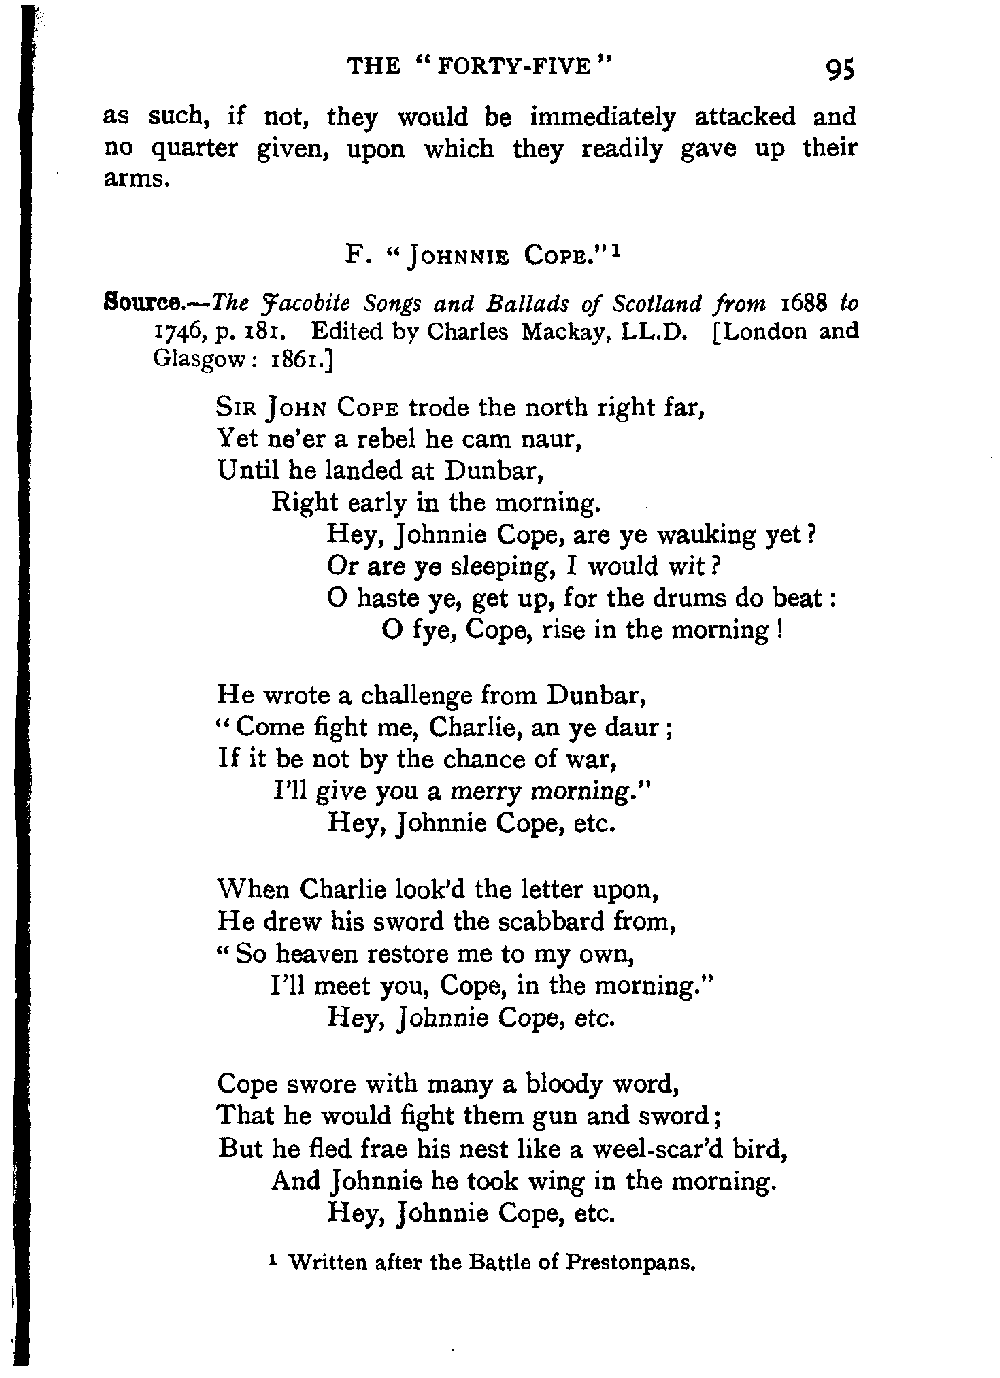 THE "FORTY-FIVE" 95
as such, if not, they would be immediately attacked and
no quarter given, upon which they readily gave up their
arms.
F. "JOHNNIE COPE."¹
Source.—The Jacobite Songs and Ballads of Scotland from 1688 to
1746, p. 181. Edited by Charles Mackay, LL.D. [London and
Glasgow: 1861.]
SIR JOHN COPE trode the north right far,
Yet ne'er a rebel he cam naur,
Until he landed at Dunbar,
Right early in the morning.
Hey, Johnnie Cope, are ye wauking yet?
Or are ye sleeping, I would wit?
O haste ye, get up, for the drums do beat:
O fye, Cope, rise in the morning!
He wrote a challenge from Dunbar,
"Come fight me, Charlie, an ye daur;
If it be not by the chance of war,
I'll give you a merry morning."
Hey, Johnnie Cope, etc.
When Charlie look'd the letter upon,
He drew his sword the scabbard from,
"So heaven restore me to my own,
I'll meet you, Cope, in the morning."
Hey, Johnnie Cope, etc.
Cope swore with many a bloody word,
That he would fight them gun and sword;
But he fled frae his nest like a weel-scar'd bird,
And Johnnie he took wing in the morning.
Hey, Johnnie Cope, etc.
¹ Written after the Battle of Prestonpans.